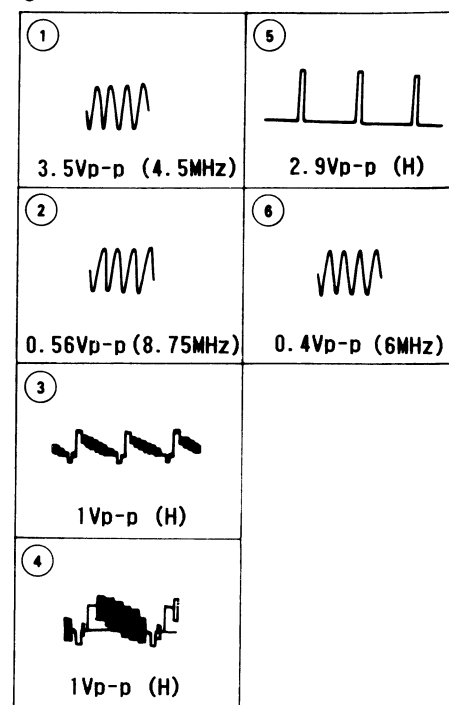 1
3.5Vp-p (4.5MHz)
2
0.56Vp-p (8.75MHz)
3
1Vp-p (H)
4
1Vp-p (H)
5
2.9Vp-p (H)
6
0.4Vp-p (6MHz)